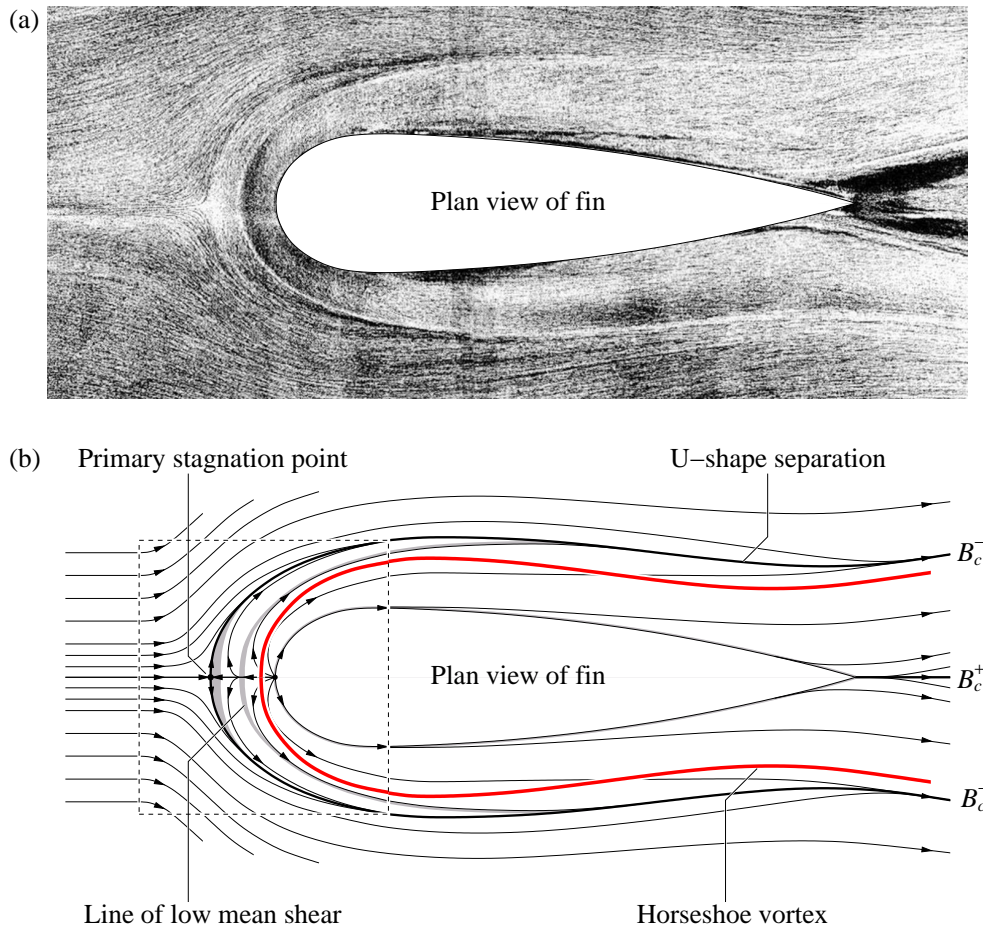 (a)
Plan view of fin
(b)
Primary stagnation point
U−shape separation
B_c^-
Plan view of fin
B_c^+
B_c^-
Line of low mean shear
Horseshoe vortex